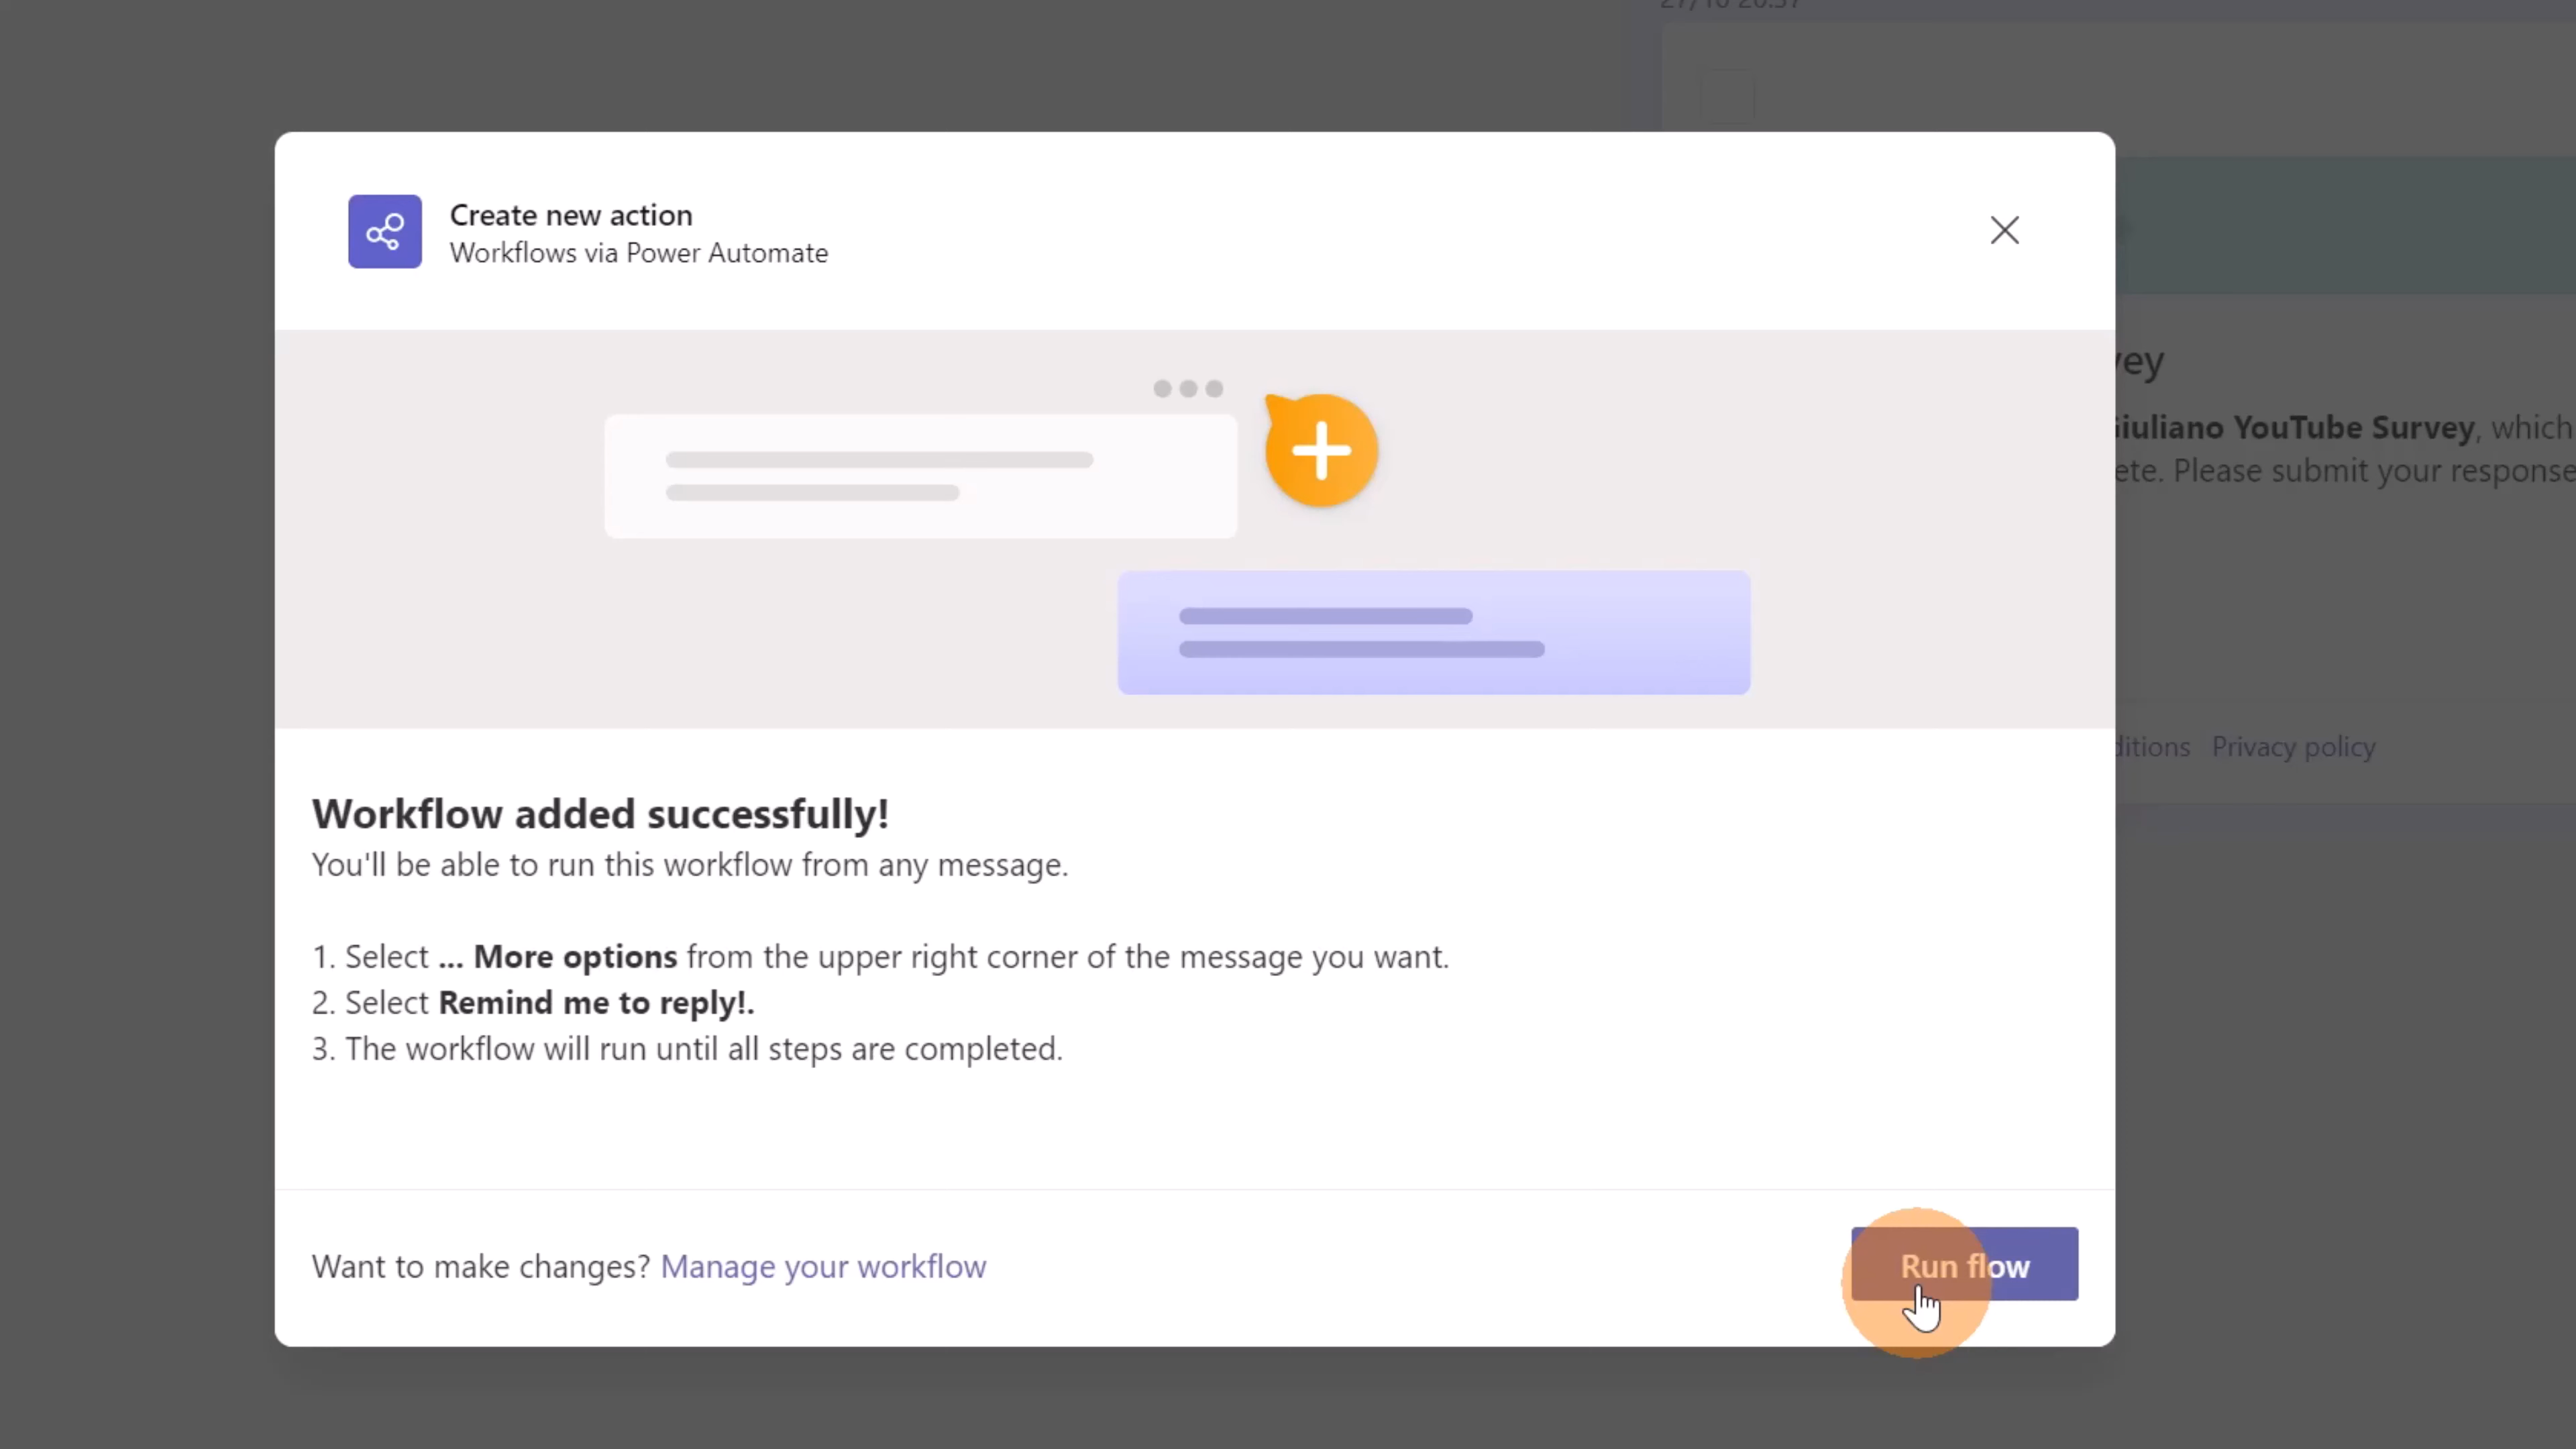 Create new action
Workflows via Power Automate
vey
Giuliano YouTube Survey, which
ete. Please submit your response
ditions Privacy policy
Workflow added successfully!
You'll be able to run this workflow from any message.
1. Select ... More options from the upper right corner of the message you want.
2. Select Remind me to reply!.
3. The workflow will run until all steps are completed.
Want to make changes? Manage your workflow
Run flow